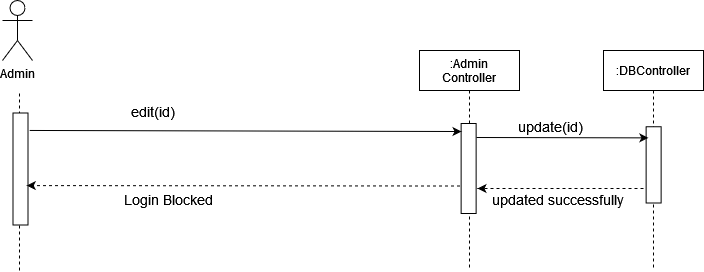 Admin
:Admin
Controller
:DBController
edit(id)
update(id)
Login Blocked
updated successfully